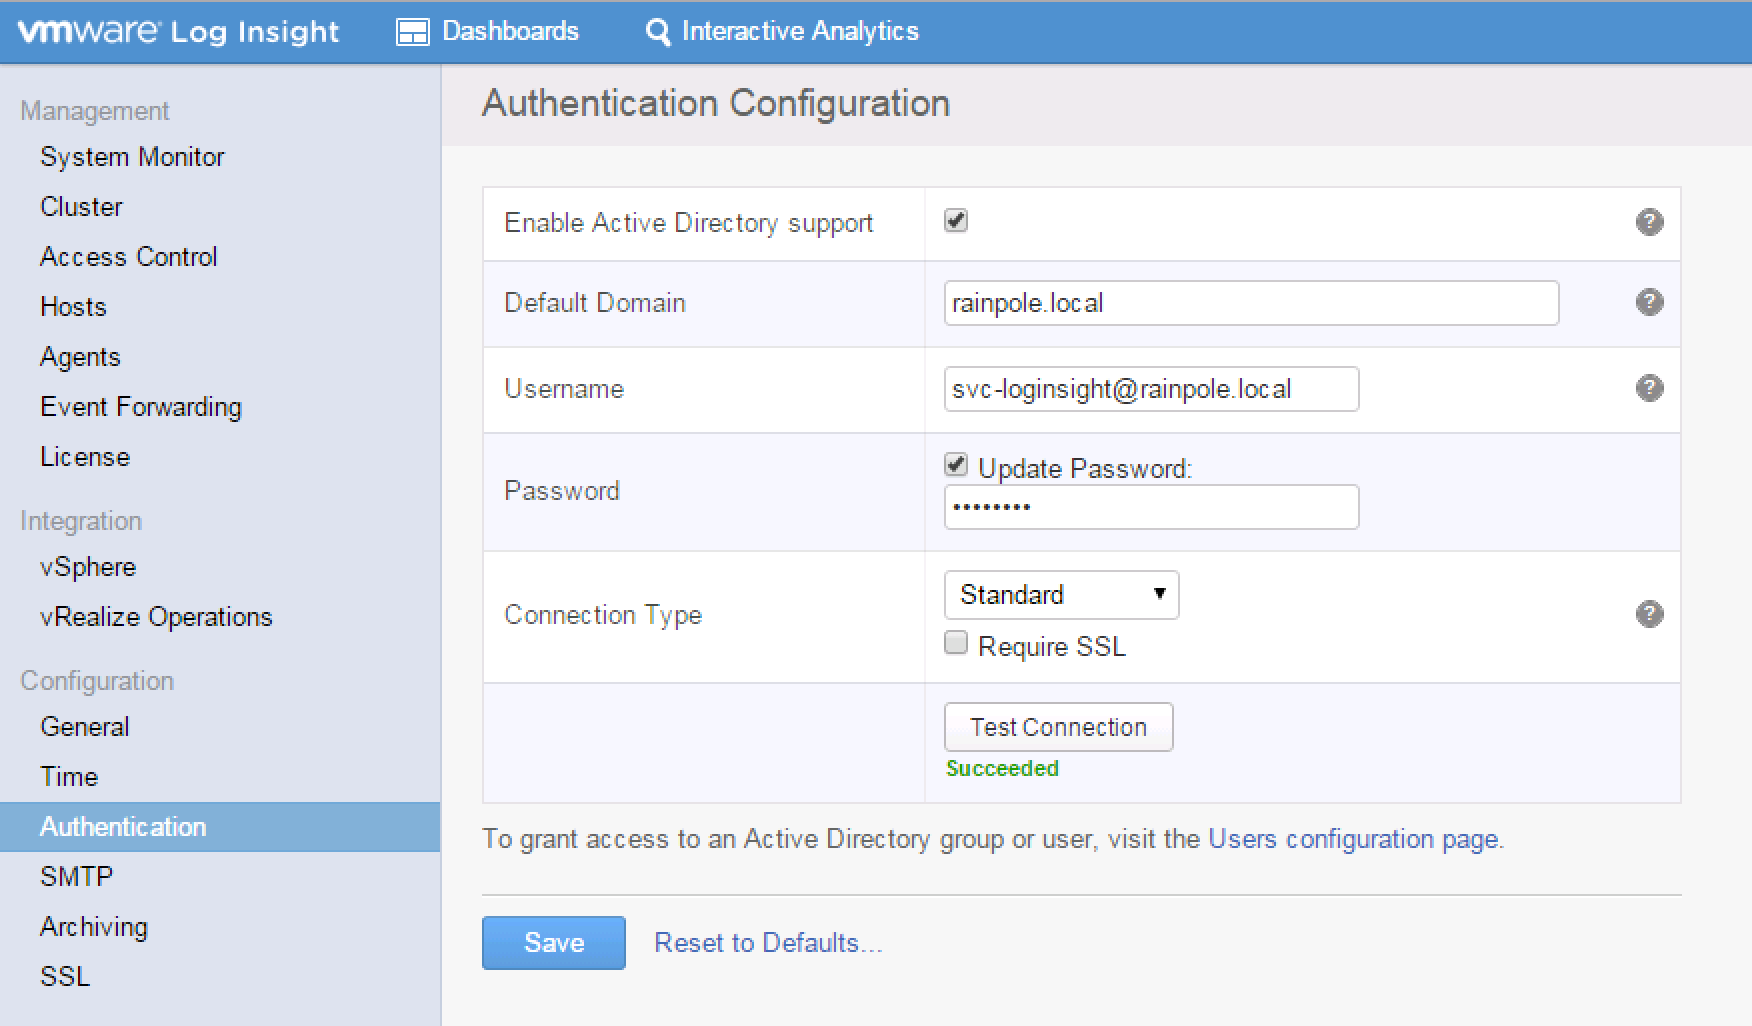 vmware® Log Insight Dashboards Interactive Analytics
Management
System Monitor
Cluster
Access Control
Hosts
Agents
Event Forwarding
License
Integration
vSphere
vRealize Operations
Configuration
General
Time
Authentication
SMTP
Archiving
SSL
Authentication Configuration
Enable Active Directory support ?
Default Domain rainpole.local ?
Username svc-loginsight@rainpole.local ?
Update Password:
Password ••••••••
Standard
Connection Type ?
Require SSL
Test Connection
Succeeded
To grant access to an Active Directory group or user, visit the Users configuration page.
Save Reset to Defaults...